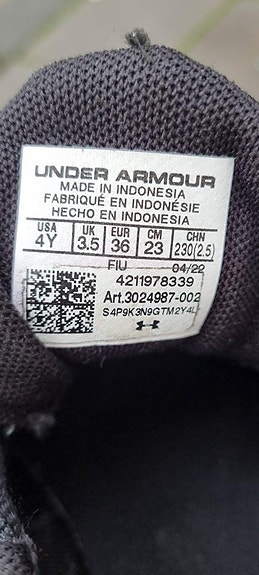 UNDER ARMOUR
MADE IN INDONESIA
FABRIQUÉ EN INDONÉSIE
HECHO EN INDONESIA
USA UK EUR CM CHN
4Y 3.5 36 23 230(2.5)
FIU 04/22
4211978339
Art.3024987-002
S4P9K3N9GTM2Y4L